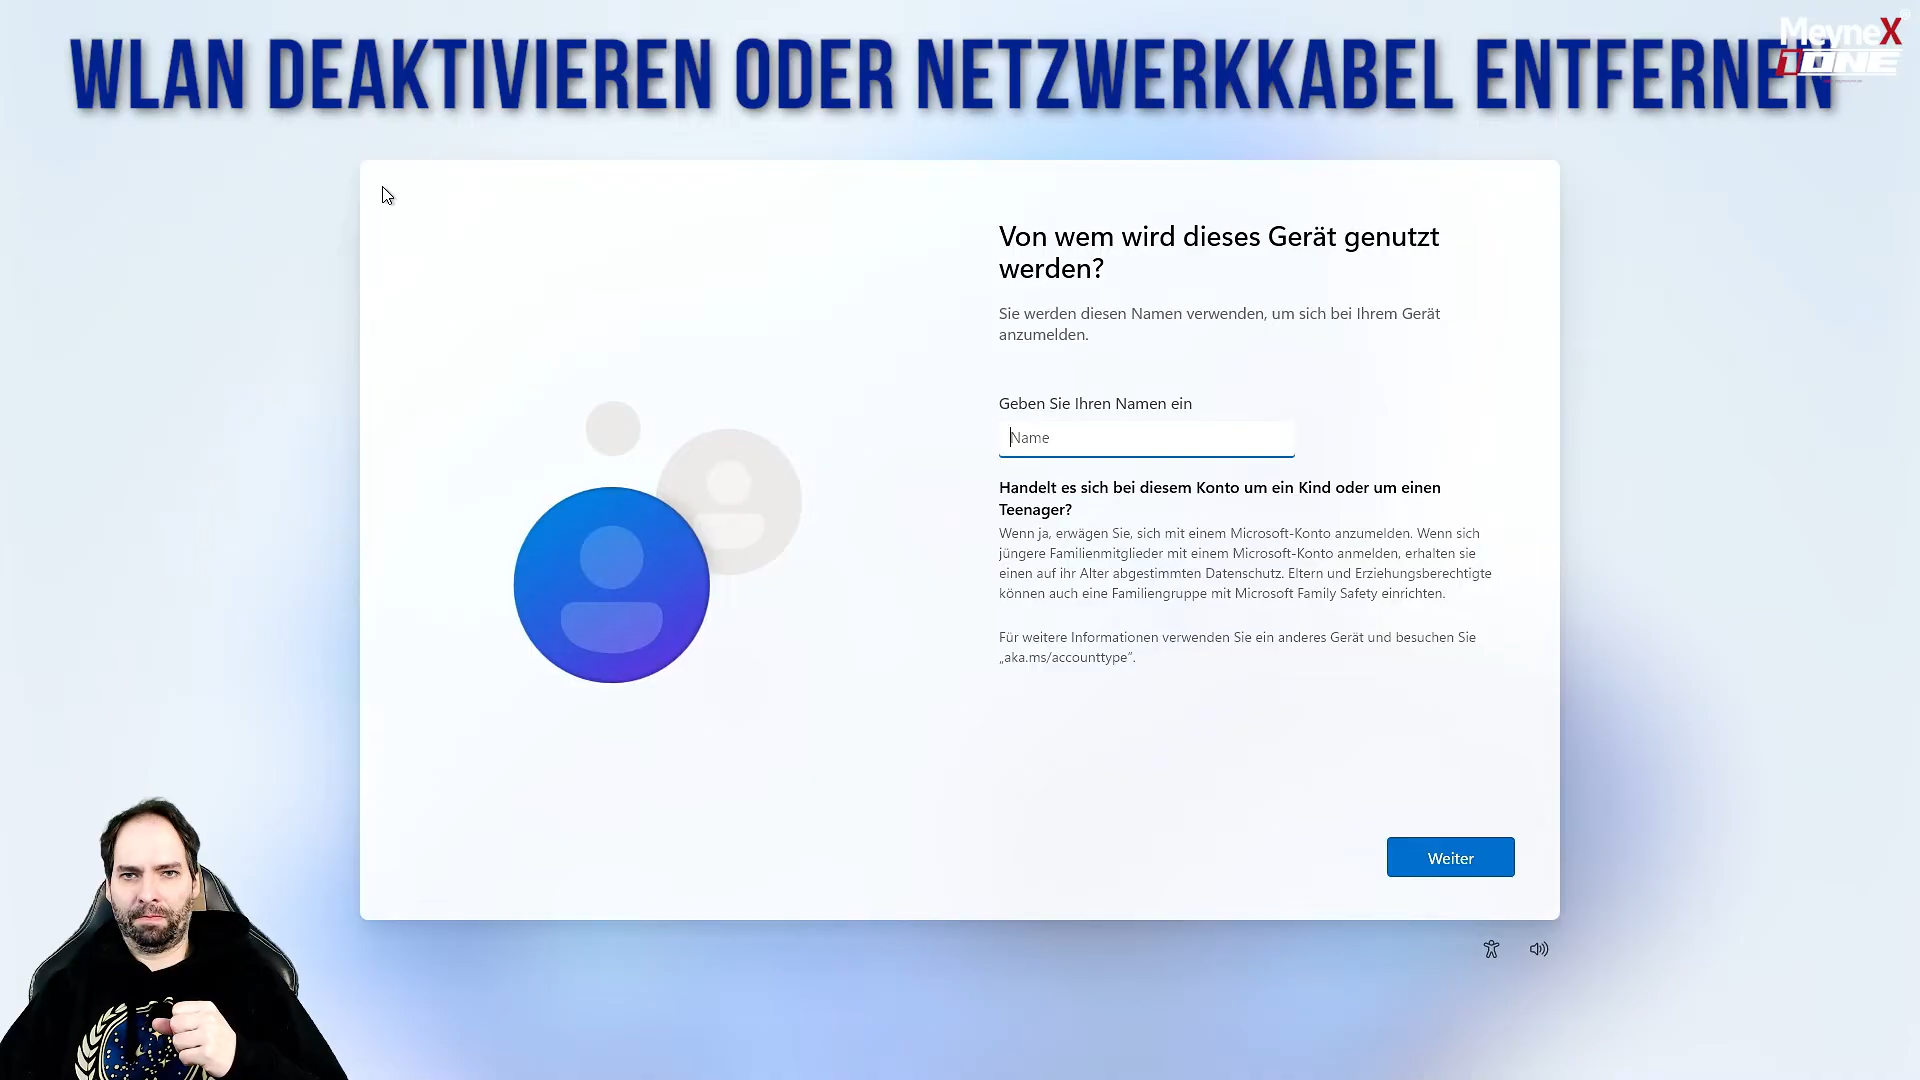 WLAN DEAKTIVIEREN ODER NETZWERKKABEL ENTFERNEN
MeyneX
ONE
Von wem wird dieses Gerät genutzt
werden?
Sie werden diesen Namen verwenden, um sich bei Ihrem Gerät
anzumelden.
Geben Sie Ihren Namen ein
Name
Handelt es sich bei diesem Konto um ein Kind oder um einen
Teenager?
Wenn ja, erwägen Sie, sich mit einem Microsoft-Konto anzumelden. Wenn sich
jüngere Familienmitglieder mit einem Microsoft-Konto anmelden, erhalten sie
einen auf ihr Alter abgestimmten Datenschutz. Eltern und Erziehungsberechtigte
können auch eine Familiengruppe mit Microsoft Family Safety einrichten.
Für weitere Informationen verwenden Sie ein anderes Gerät und besuchen Sie
„aka.ms/accounttype“.
Weiter